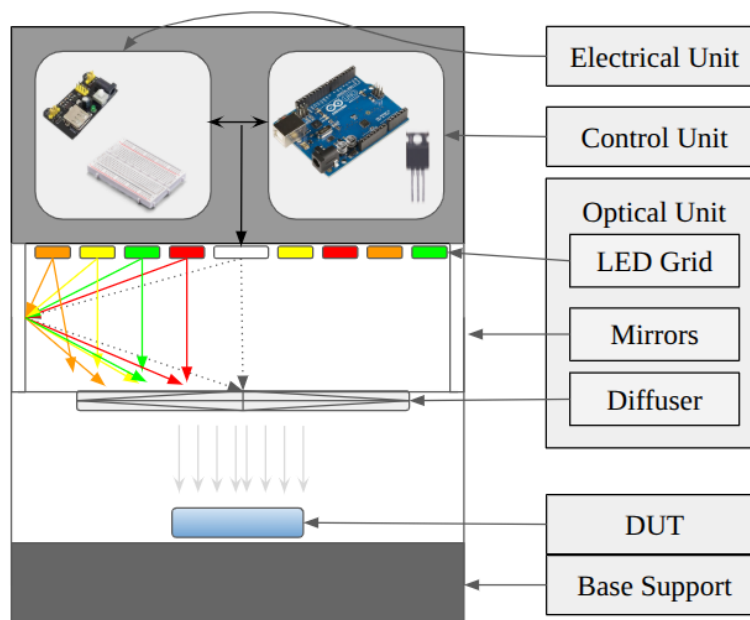 Electrical Unit
Control Unit
Optical Unit
LED Grid
Mirrors
Diffuser
DUT
Base Support